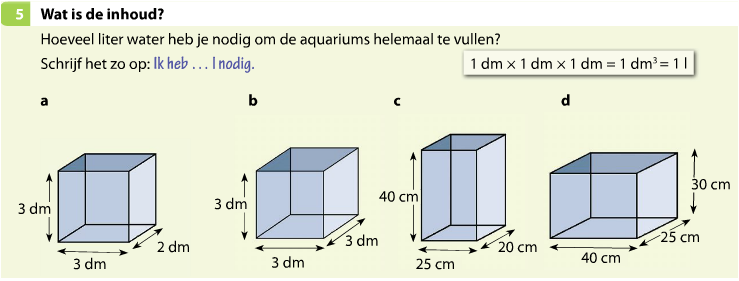 5 Wat is de inhoud?
Hoeveel liter water heb je nodig om de aquariums helemaal te vullen?
Schrijf het zo op: Ik heb . . . l nodig.
1 dm × 1 dm × 1 dm = 1 dm³ = 1 l
a
3 dm
2 dm
3 dm
b
3 dm
3 dm
3 dm
c
40 cm
20 cm
25 cm
d
30 cm
25 cm
40 cm